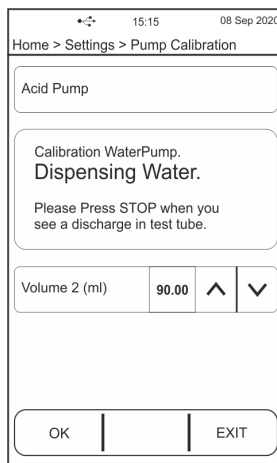 15:15 08 Sep 2020
Home > Settings > Pump Calibration
Acid Pump
Calibration WaterPump.
Dispensing Water.
Please Press STOP when you
see a discharge in test tube.
Volume 2 (ml) 90.00
OK EXIT